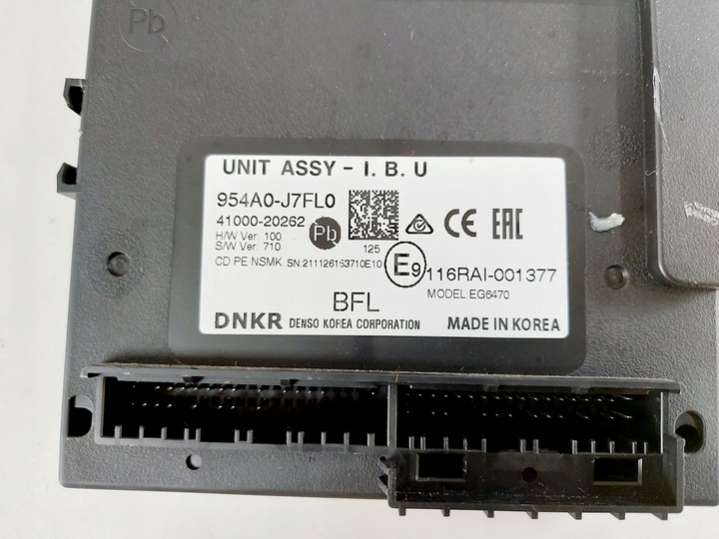 Pb
UNIT ASSY - I. B. U
954A0-J7FL0
41000-20262
H/W Ver: 100
S/W Ver: 710
Pb
125
CE EAC
CD PE NSMK SN:211126163710E10
E9 116RAI-001377
MODEL:EG6470
BFL
DNKR DENSO KOREA CORPORATION MADE IN KOREA